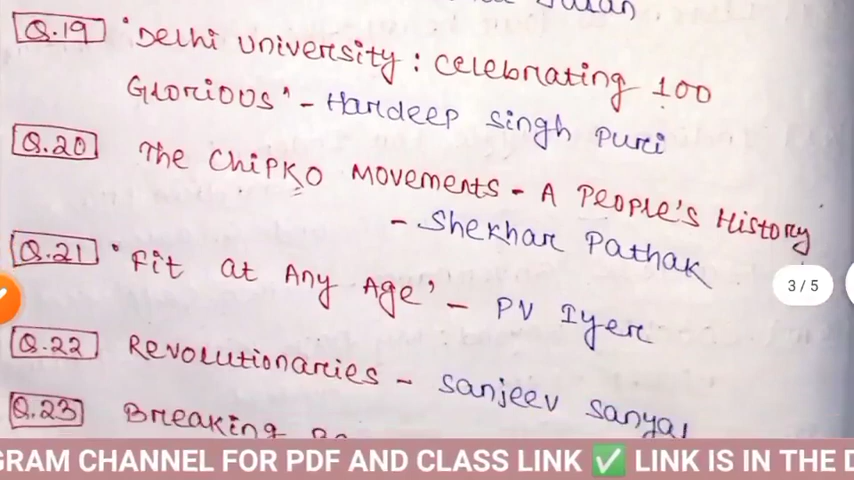 Q.19 'Delhi University : Celebrating 100
Glorious' - Hardeep Singh Puri
Q.20 The Chipko Movements - A People's History
- Shekhar Pathak
Q.21 'Fit at Any Age' - PV Iyer
3/5
Q.22 Revolutionaries - Sanjeev Sanyal
Q.23 Breaking
GRAM CHANNEL FOR PDF AND CLASS LINK ✅ LINK IS IN THE D